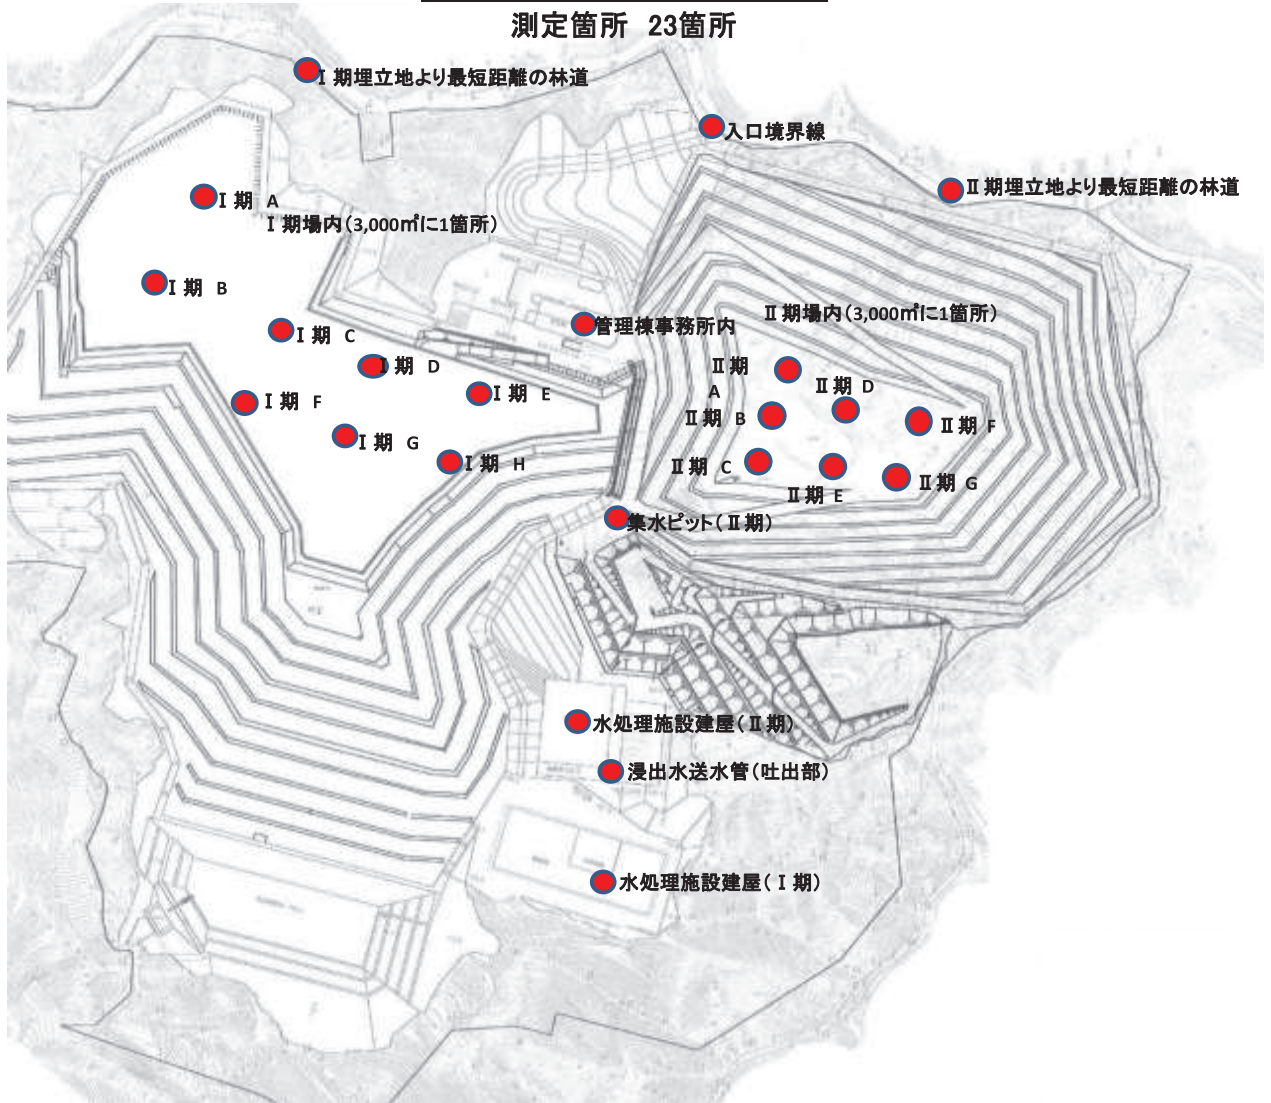 測定箇所 23箇所
Ⅰ期埋立地より最短距離の林道
入口境界線
Ⅱ期埋立地より最短距離の林道
Ⅰ期 A
Ⅰ期場内(3,000㎡に1箇所)
Ⅰ期 B
Ⅰ期 C
管理棟事務所内
Ⅱ期場内(3,000㎡に1箇所)
Ⅰ期 D
Ⅰ期 E
Ⅰ期 F
Ⅰ期 G
Ⅰ期 H
Ⅱ期
A
Ⅱ期 D
Ⅱ期 B
Ⅱ期 F
Ⅱ期 C
Ⅱ期 E
Ⅱ期 G
集水ピット(Ⅱ期)
水処理施設建屋(Ⅱ期)
浸出水送水管(吐出部)
水処理施設建屋(Ⅰ期)